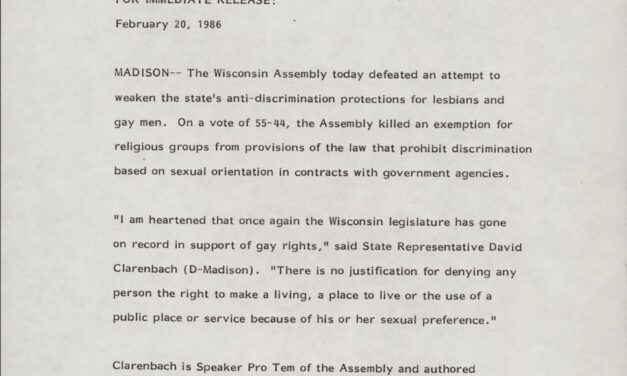 FOR IMMEDIATE RELEASE:
February 20, 1986
MADISON-- The Wisconsin Assembly today defeated an attempt to
weaken the state's anti-discrimination protections for lesbians and
gay men. On a vote of 55-44, the Assembly killed an exemption for
religious groups from provisions of the law that prohibit discrimination
based on sexual orientation in contracts with government agencies.
"I am heartened that once again the Wisconsin legislature has gone
on record in support of gay rights," said State Representative David
Clarenbach (D-Madison). "There is no justification for denying any
person the right to make a living, a place to live or the use of a
public place or service because of his or her sexual preference."
Clarenbach is Speaker Pro Tem of the Assembly and authored